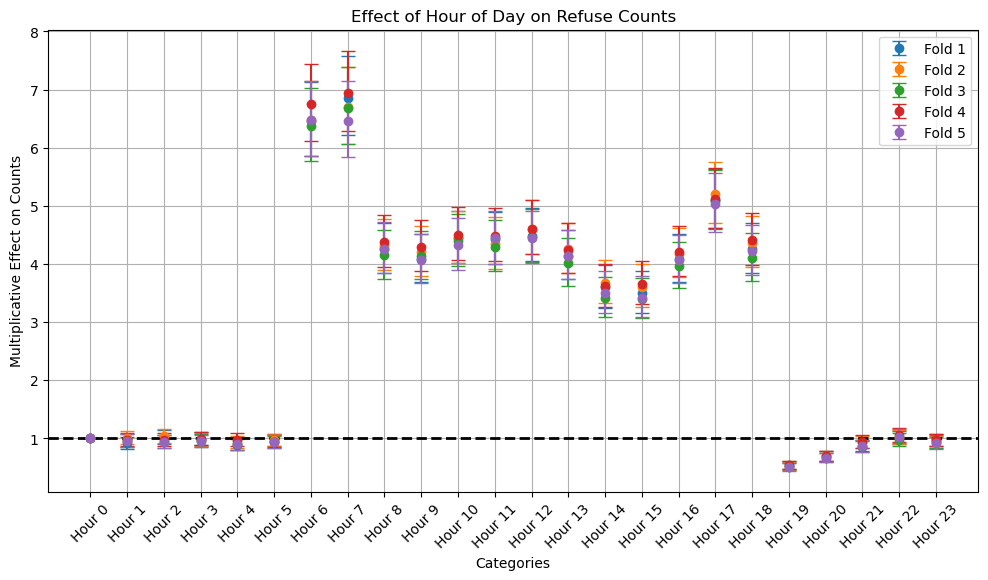 Effect of Hour of Day on Refuse Counts
Multiplicative Effect on Counts
8
7
6
5
4
3
2
1
Fold 1
Fold 2
Fold 3
Fold 4
Fold 5
Hour 0
Hour 1
Hour 2
Hour 3
Hour 4
Hour 5
Hour 6
Hour 7
Hour 8
Hour 9
Hour 10
Hour 11
Hour 12
Hour 13
Hour 14
Hour 15
Hour 16
Hour 17
Hour 18
Hour 19
Hour 20
Hour 21
Hour 22
Hour 23
Categories